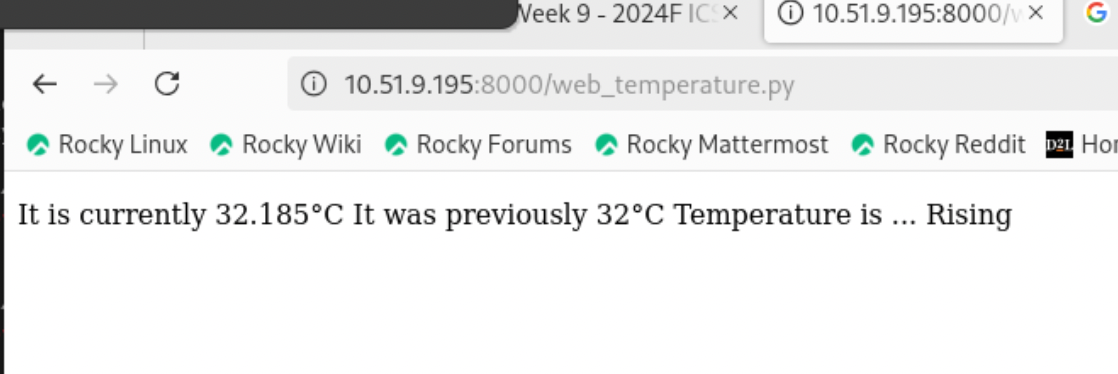 Week 9 - 2024F ICS
10.51.9.195:8000/w
10.51.9.195:8000/web_temperature.py
Rocky Linux Rocky Wiki Rocky Forums Rocky Mattermost Rocky Reddit D2L Hor
It is currently 32.185°C It was previously 32°C Temperature is ... Rising